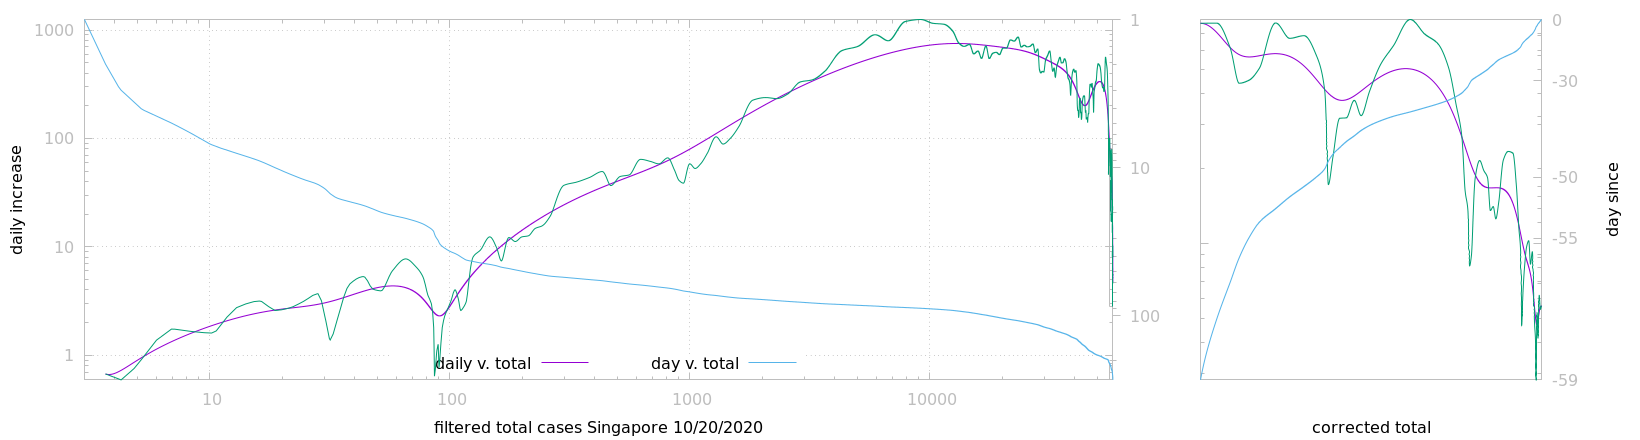 1000
100
10
1
daily increase
daily v. total
day v. total
10
100
1000
10000
filtered total cases Singapore 10/20/2020
1
10
100
0
-30
-50
-55
-59
day since
corrected total